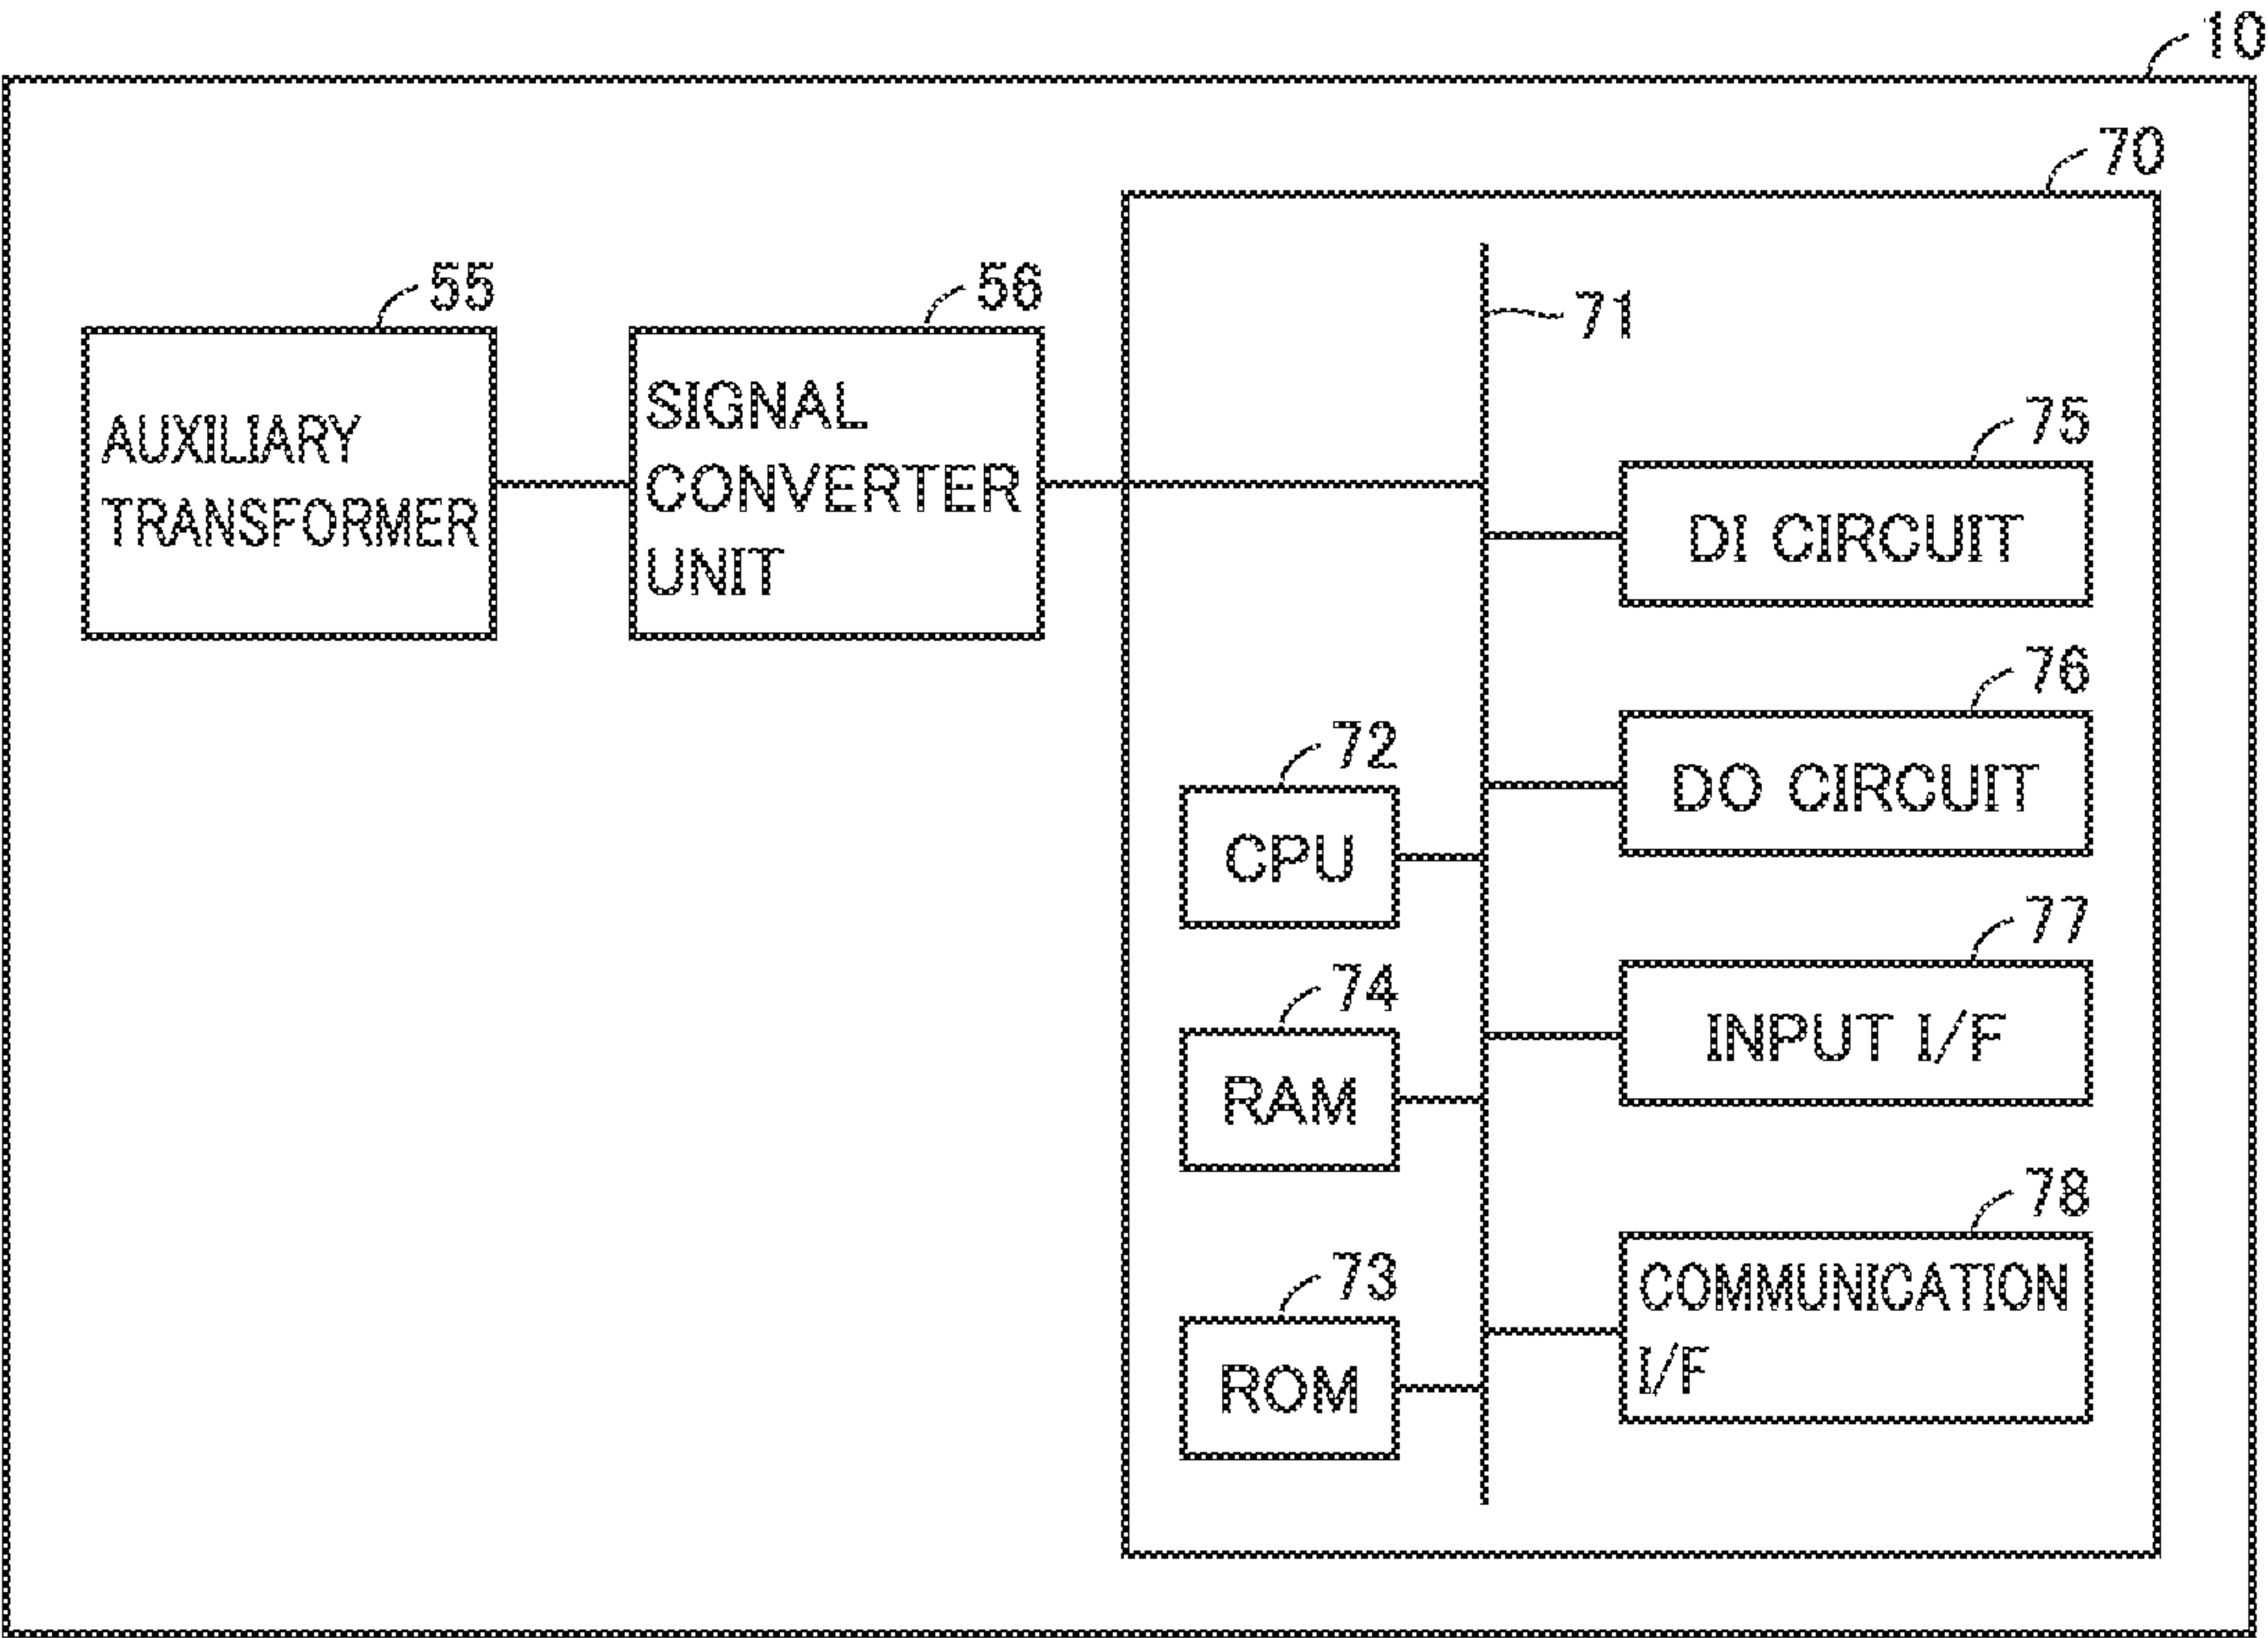 10
70
55
56
71
AUXILIARY
TRANSFORMER
SIGNAL
CONVERTER
UNIT
75
DI CIRCUIT
76
DO CIRCUIT
72
CPU
77
INPUT I/F
74
RAM
78
COMMUNICATION
I/F
73
ROM